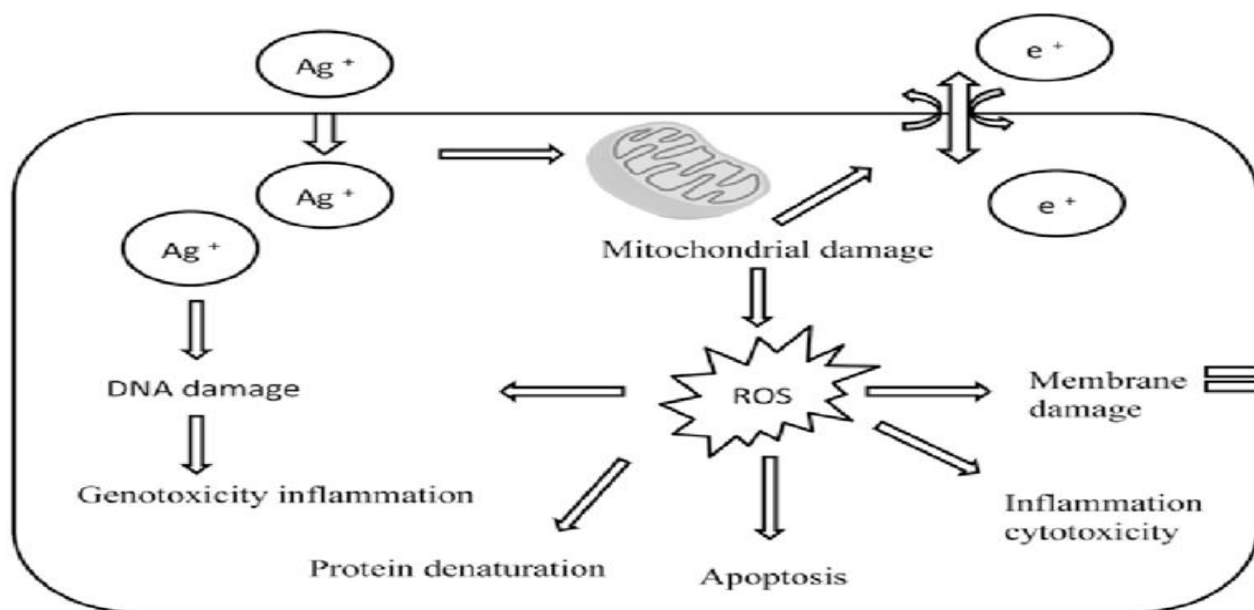 Ag +
e +
Ag +
e +
Ag +
Mitochondrial damage
DNA damage
ROS
Membrane
damage
Genotoxicity inflammation
Inflammation
cytotoxicity
Protein denaturation
Apoptosis